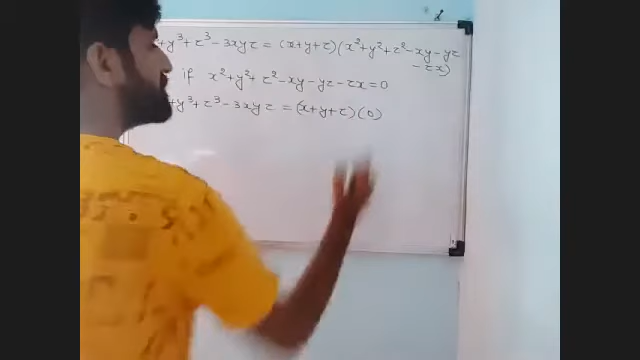 +y³+z³-3xyz = (x+y+z)(x²+y²+z²-xy-yz
-zx)
if x²+y²+z²-xy-yz-zx=0
+y³+z³-3xyz = (x+y+z)(0)